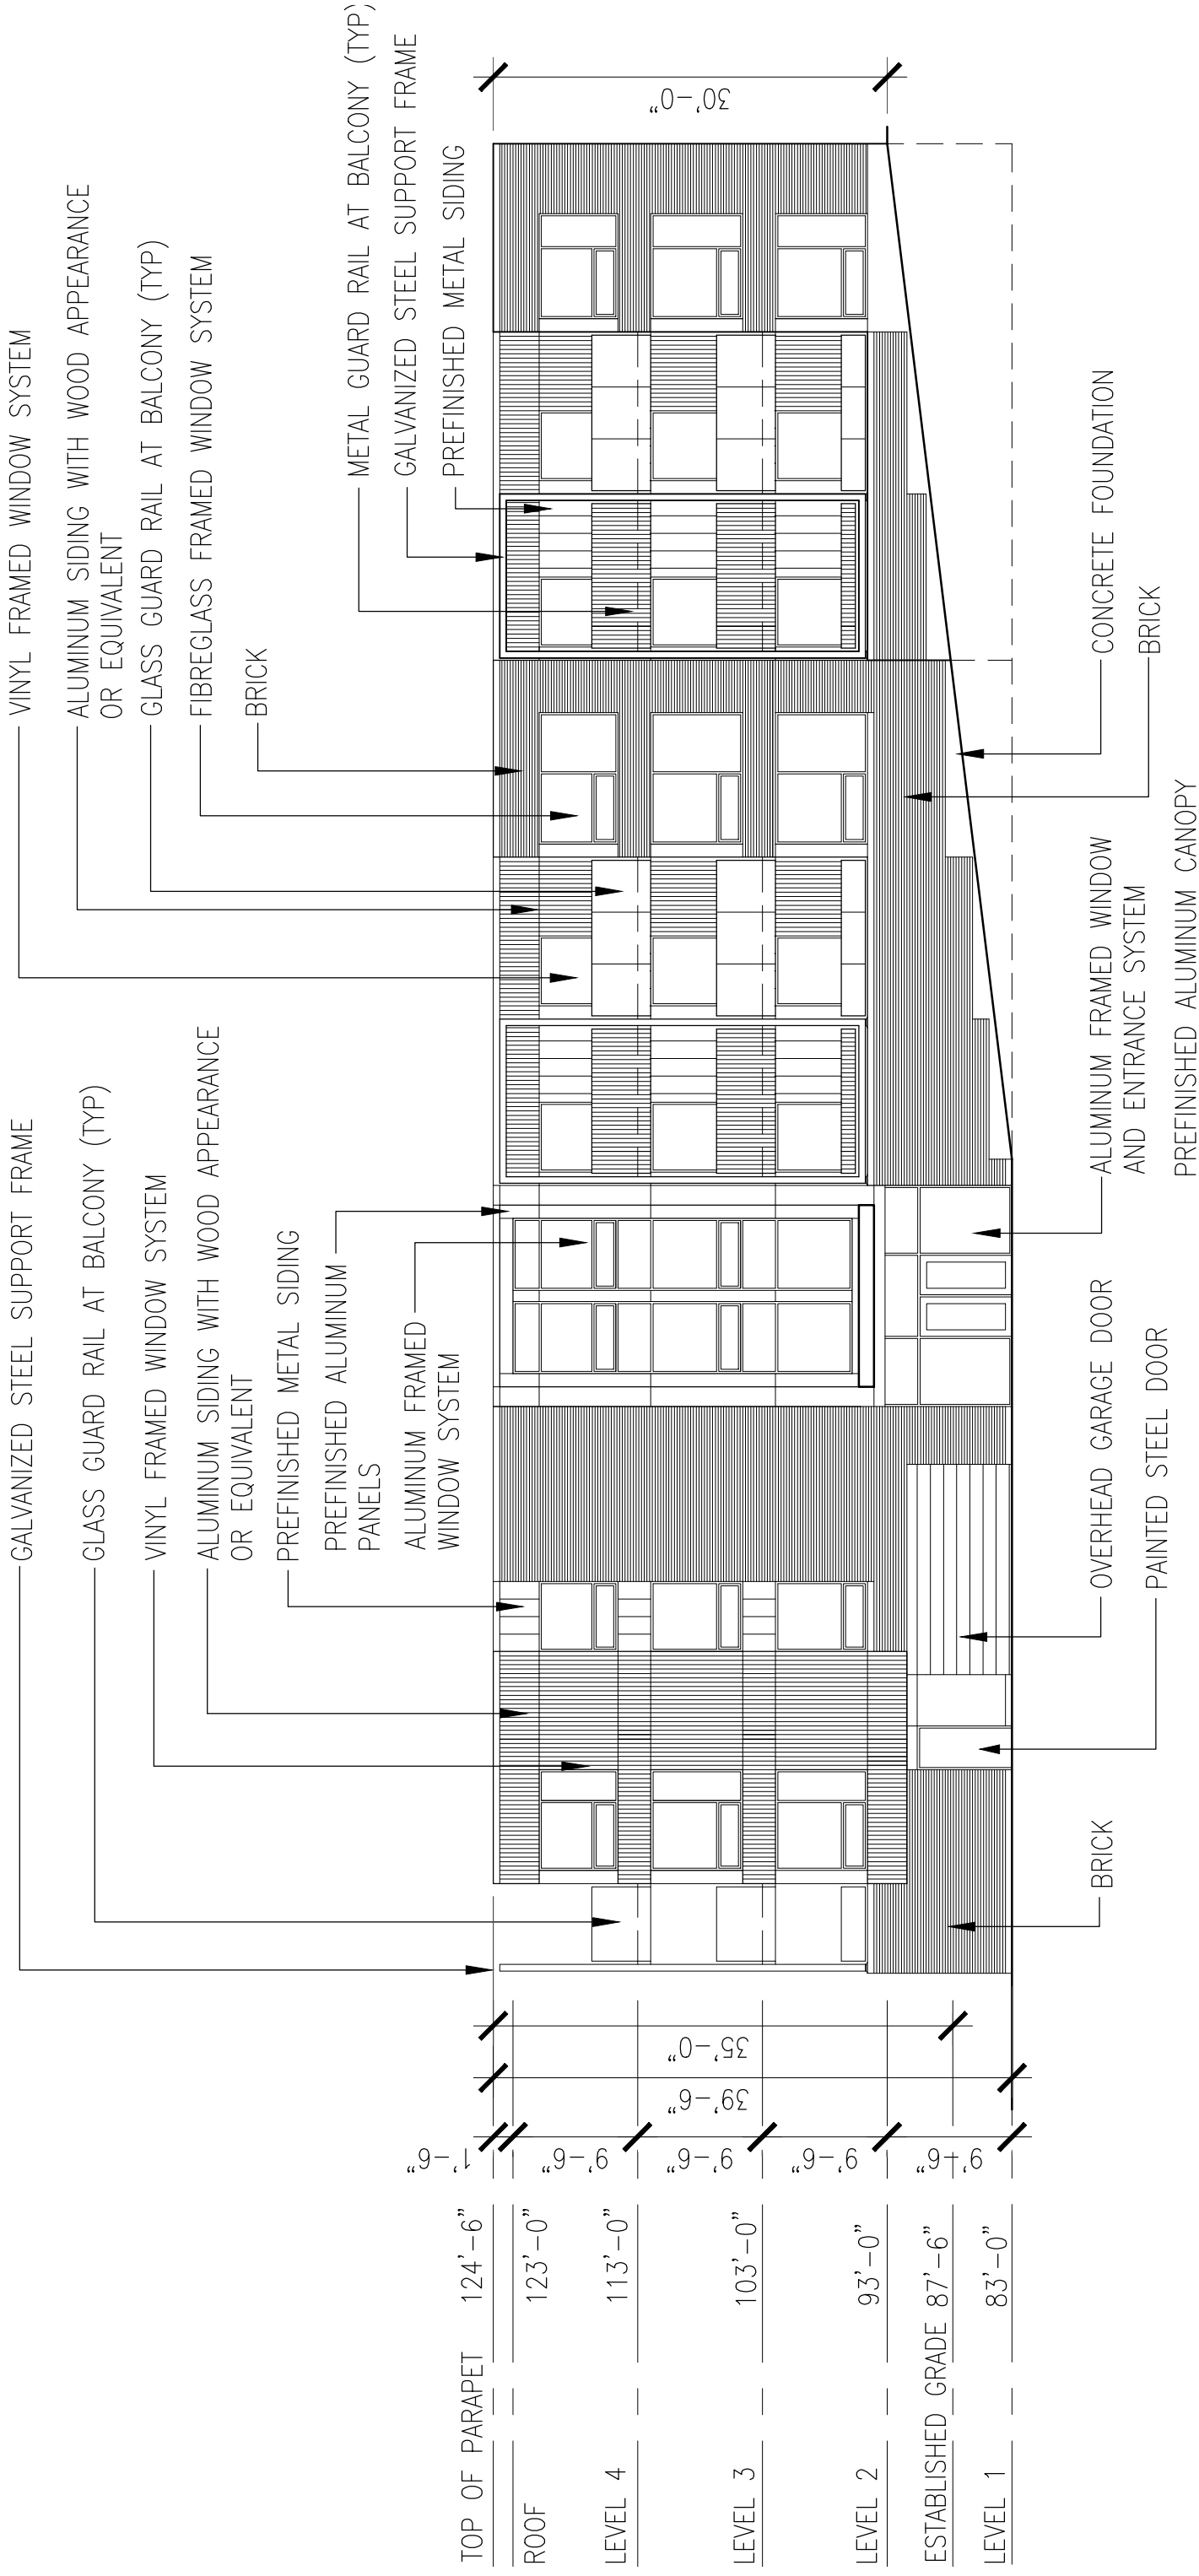 GALVANIZED STEEL SUPPORT FRAME
GLASS GUARD RAIL AT BALCONY (TYP)
VINYL FRAMED WINDOW SYSTEM
ALUMINUM SIDING WITH WOOD APPEARANCE
OR EQUIVALENT
PREFINISHED METAL SIDING
PREFINISHED ALUMINUM
PANELS
ALUMINUM FRAMED
WINDOW SYSTEM
VINYL FRAMED WINDOW SYSTEM
ALUMINUM SIDING WITH WOOD APPEARANCE
OR EQUIVALENT
GLASS GUARD RAIL AT BALCONY (TYP)
FIBREGLASS FRAMED WINDOW SYSTEM
BRICK
METAL GUARD RAIL AT BALCONY (TYP)
GALVANIZED STEEL SUPPORT FRAME
PREFINISHED METAL SIDING
TOP OF PARAPET 124'-6"
ROOF 123'-0"
LEVEL 4 113'-0"
LEVEL 3 103'-0"
LEVEL 2 93'-0"
ESTABLISHED GRADE 87'-6"
LEVEL 1 83'-0"
1'-6"
9'-6"
9'-6"
9'-6"
9'-6"
39'-6"
35'-0"
30'-0"
BRICK
OVERHEAD GARAGE DOOR
PAINTED STEEL DOOR
ALUMINUM FRAMED WINDOW
AND ENTRANCE SYSTEM
PREFINISHED ALUMINUM CANOPY
CONCRETE FOUNDATION
BRICK